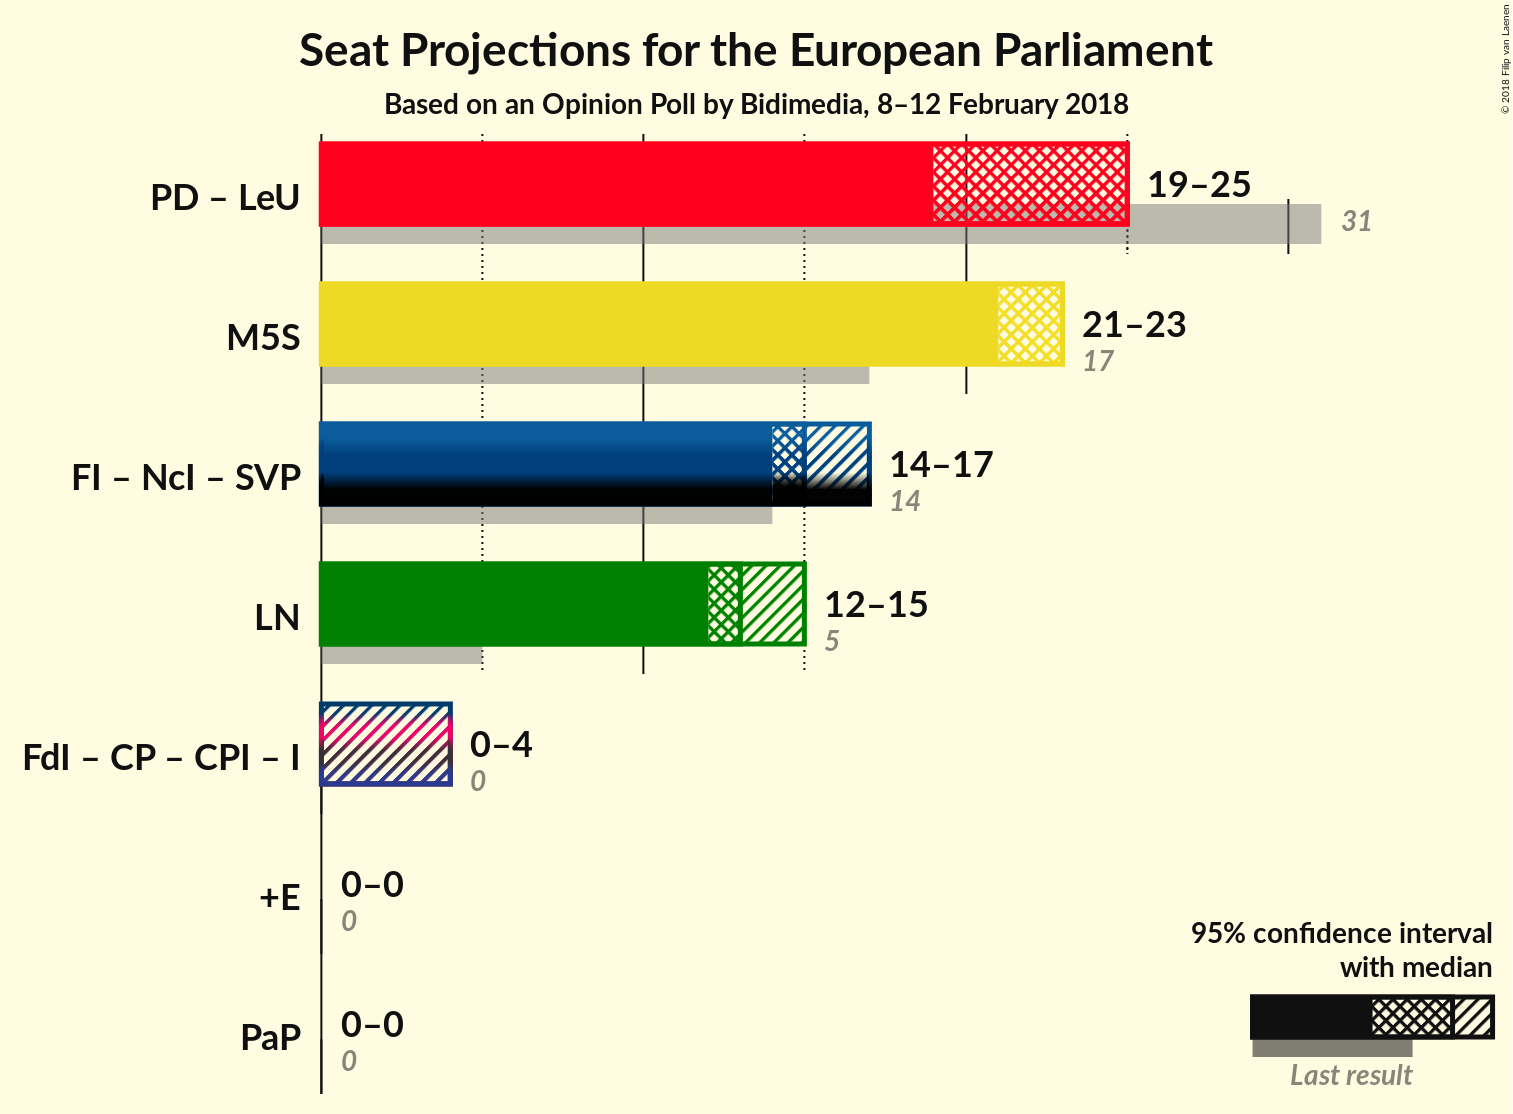 Seat Projections for the European Parliament
Based on an Opinion Poll by Bidimedia, 8–12 February 2018
© 2018 Filip van Laenen
PD – LeU
19–25
31
M5S
21–23
17
FI – NcI – SVP
14–17
14
LN
12–15
5
FdI – CP – CPI – I
0–4
0
+E
0–0
0
PaP
0–0
0
95% confidence interval
with median
Last result